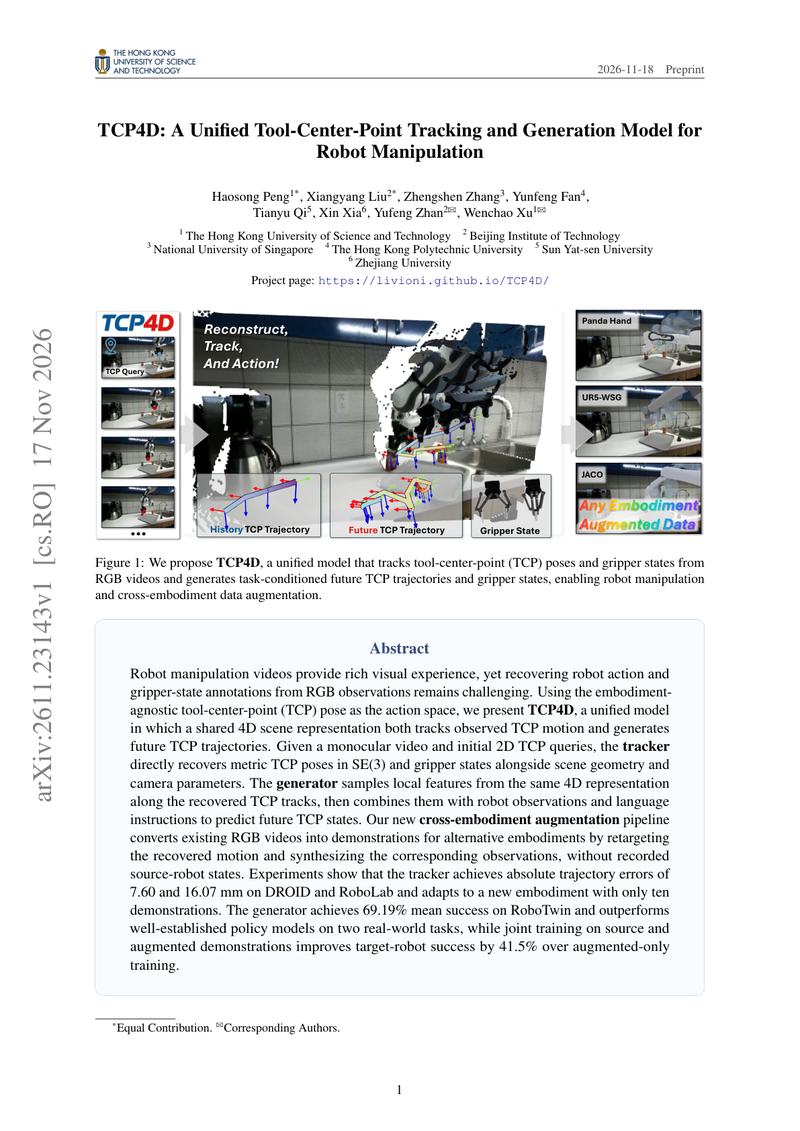 THE HONG KONG
UNIVERSITY OF SCIENCE
AND TECHNOLOGY
2026-11-18 Preprint
TCP4D: A Unified Tool-Center-Point Tracking and Generation Model for
Robot Manipulation
Haosong Peng1*, Xiangyang Liu2*, Zhengshen Zhang3, Yunfeng Fan4,
Tianyu Qi5, Xin Xia6, Yufeng Zhan2✉, Wenchao Xu1✉
1 The Hong Kong University of Science and Technology 2 Beijing Institute of Technology
3 National University of Singapore 4 The Hong Kong Polytechnic University 5 Sun Yat-sen University
6 Zhejiang University
Project page: https://livioni.github.io/TCP4D/
TCP4D
TCP Query
Reconstruct,
Track,
And Action!
History TCP Trajectory
Future TCP Trajectory
Gripper State
Panda Hand
UR5-WSG
JACO
Any Embodiment
Augmented Data
Figure 1: We propose TCP4D, a unified model that tracks tool-center-point (TCP) poses and gripper states from
RGB videos and generates task-conditioned future TCP trajectories and gripper states, enabling robot manipulation
and cross-embodiment data augmentation.
Abstract
Robot manipulation videos provide rich visual experience, yet recovering robot action and
gripper-state annotations from RGB observations remains challenging. Using the embodiment-
agnostic tool-center-point (TCP) pose as the action space, we present TCP4D, a unified model
in which a shared 4D scene representation both tracks observed TCP motion and generates
future TCP trajectories. Given a monocular video and initial 2D TCP queries, the tracker
directly recovers metric TCP poses in SE(3) and gripper states alongside scene geometry and
camera parameters. The generator samples local features from the same 4D representation
along the recovered TCP tracks, then combines them with robot observations and language
instructions to predict future TCP states. Our new cross-embodiment augmentation pipeline
converts existing RGB videos into demonstrations for alternative embodiments by retargeting
the recovered motion and synthesizing the corresponding observations, without recorded
source-robot states. Experiments show that the tracker achieves absolute trajectory errors of
7.60 and 16.07 mm on DROID and RoboLab and adapts to a new embodiment with only ten
demonstrations. The generator achieves 69.19% mean success on RoboTwin and outperforms
well-established policy models on two real-world tasks, while joint training on source and
augmented demonstrations improves target-robot success by 41.5% over augmented-only
training.
*Equal Contribution. ✉Corresponding Authors.
1
arXiv:2611.23143v1 [cs.RO] 17 Nov 2026